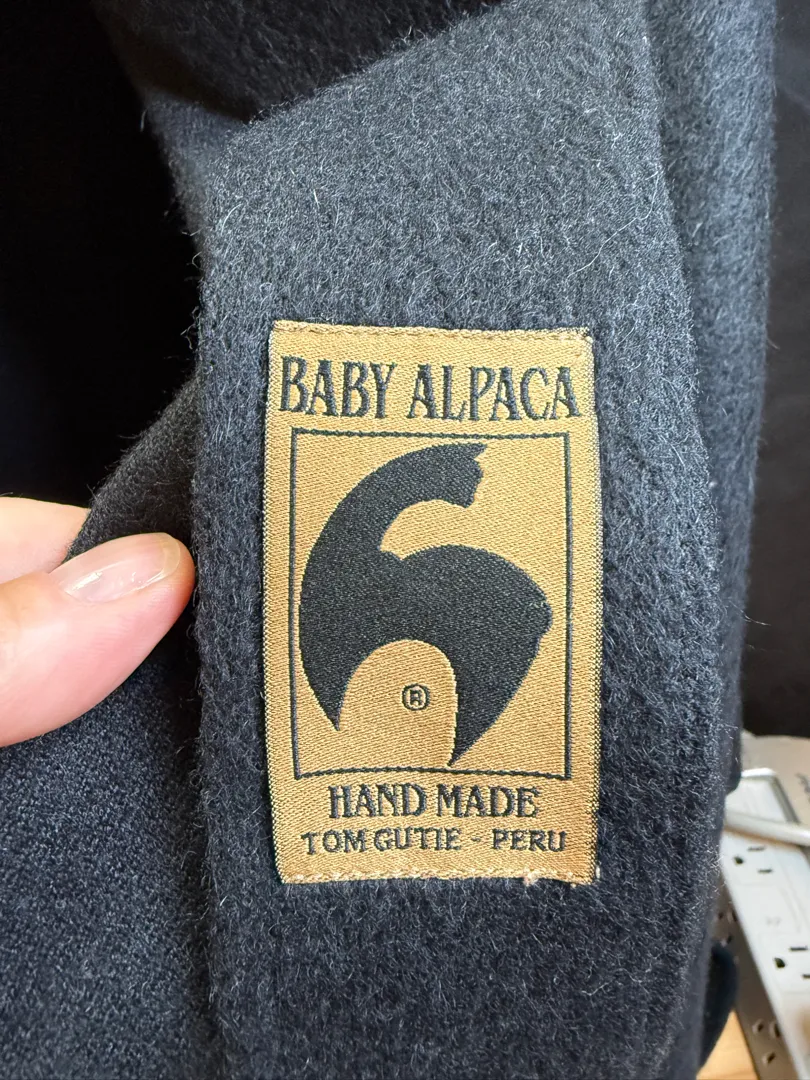 BABY ALPACA
®
HAND MADE
TOM GUTIE - PERU